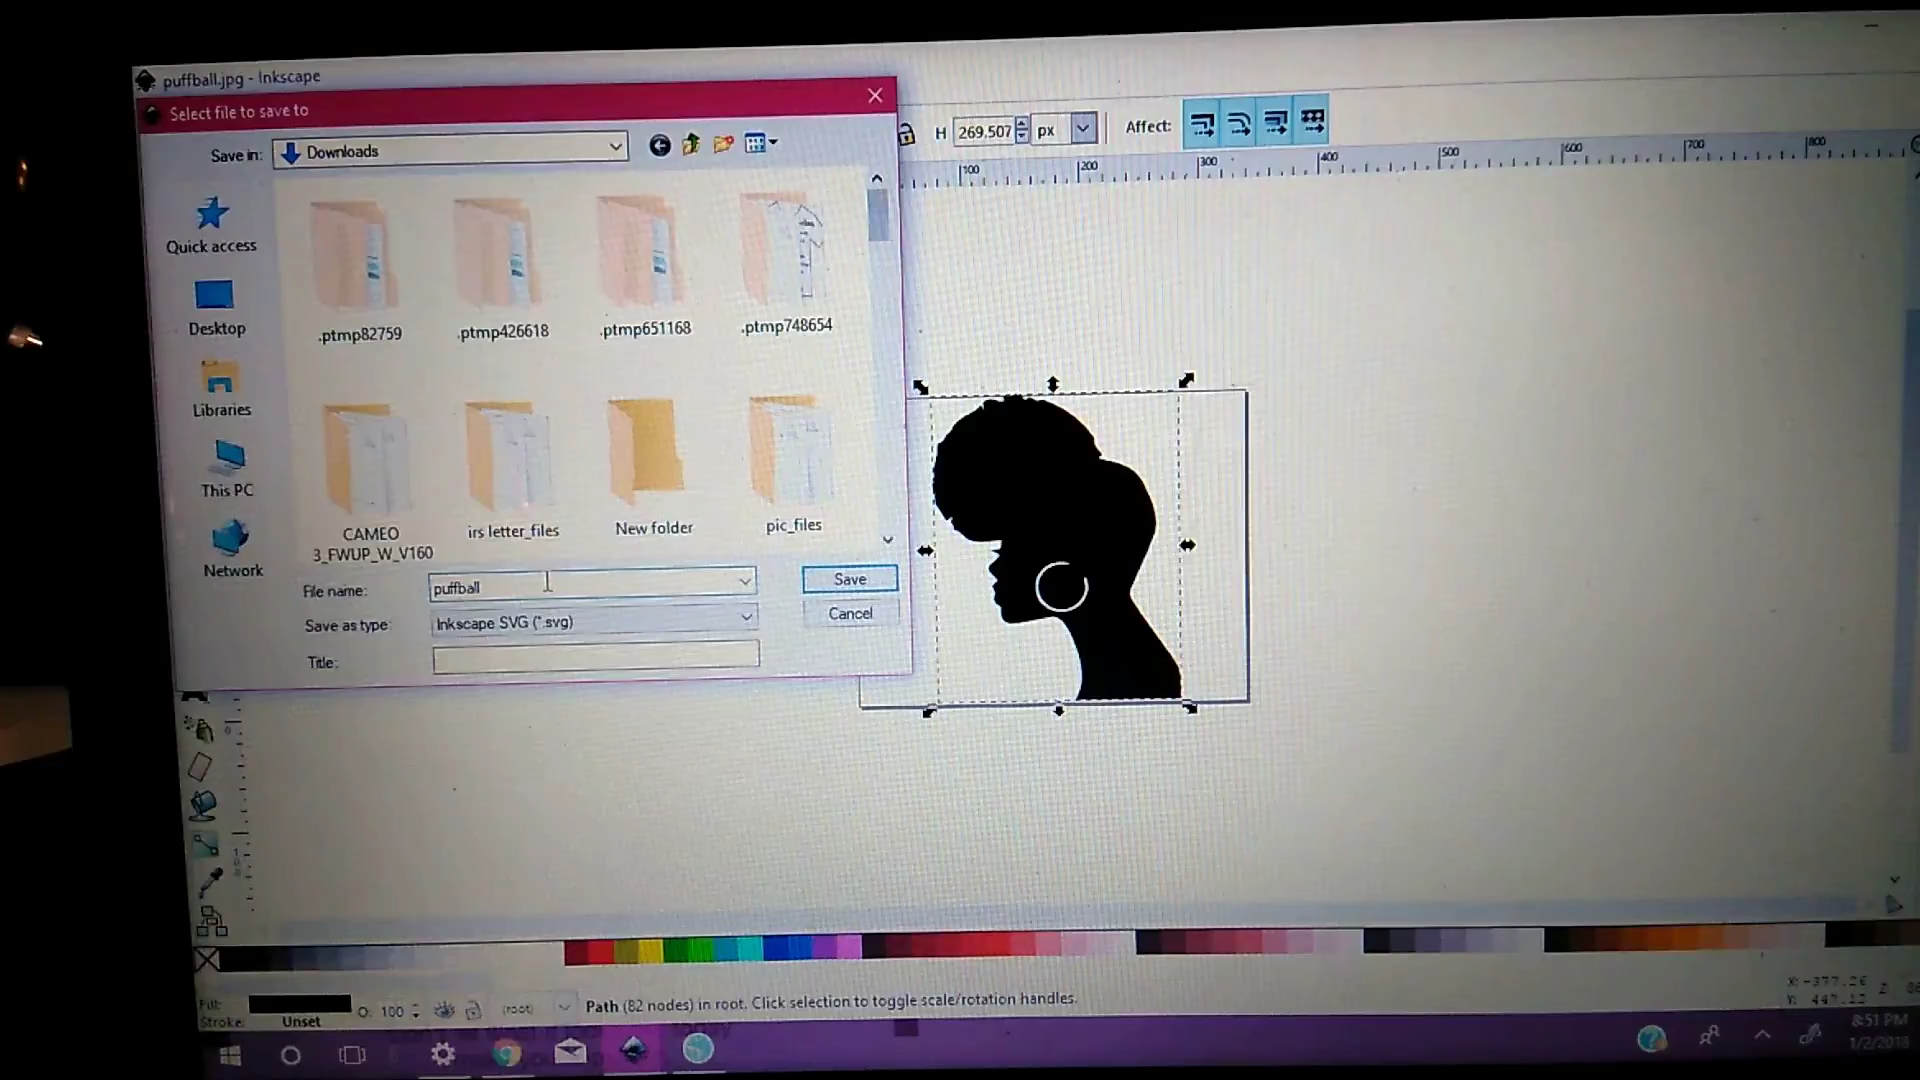 puffball.jpg - Inkscape
Select file to save to
Save in:
Downloads
H 269.507 px
Affect:
100 200 300 400 500 600 700 800
Quick access
Desktop
Libraries
This PC
Network
.ptmp82759
.ptmp426618
.ptmp651168
.ptmp748654
CAMEO
3_FWUP_W_V160
irs letter_files
New folder
pic_files
File name:
puffball
Save
Save as type:
Inkscape SVG (*.svg)
Cancel
Title:
Fill:
Stroke:
Unset
O: 100
(root)
Path (82 nodes) in root. Click selection to toggle scale/rotation handles.
X: -377.26
Y: 447.12
Z
8:51 PM
1/2/2018